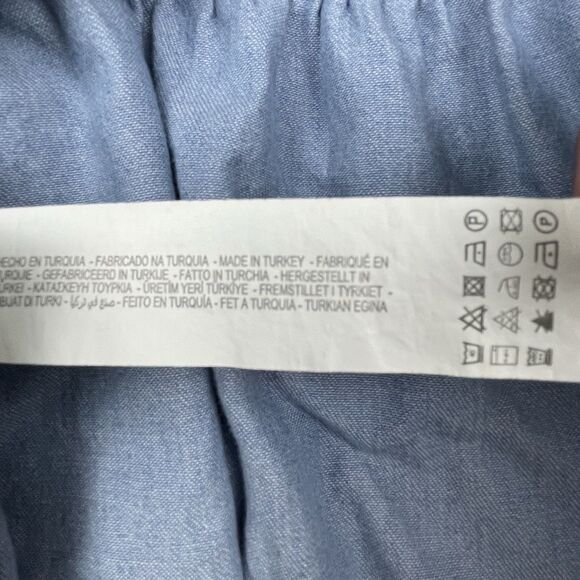 HECHO EN TURQUIA - FABRICADO NA TURQUIA - MADE IN TURKEY - FABRIQUÉ EN
TURQUIE - GEFABRICEERD IN TURKIJE - FATTO IN TURCHIA - HERGESTELLT IN
TÜRKEI - ΚΑΤΑΣΚΕΥΗ ΤΟΥΡΚΙΑ - ÜRETİM YERİ TÜRKİYE - FREMSTILLET I TYRKIET -
DIBUAT DI TURKI - صنع في تركيا - FEITO EN TURQUÍA - FET A TURQUIA - TURKIAN EGINA
P P